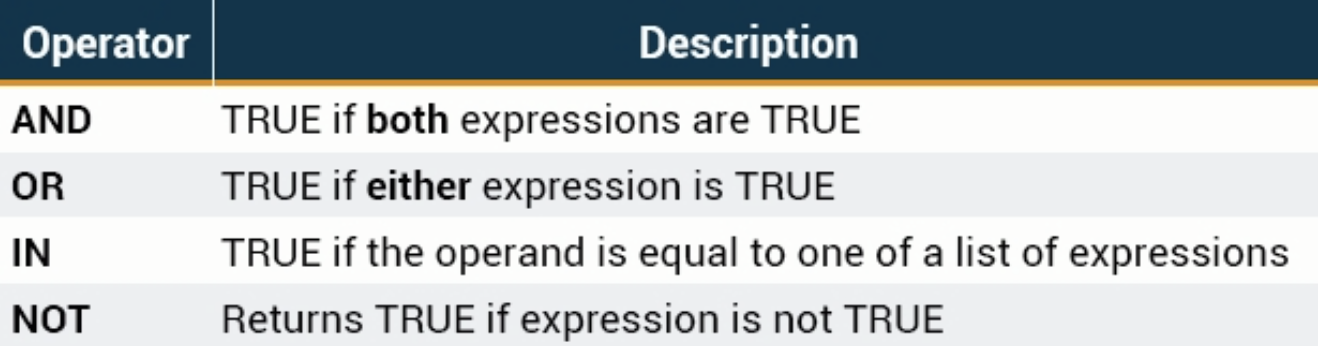 Operator Description
AND TRUE if both expressions are TRUE
OR TRUE if either expression is TRUE
IN TRUE if the operand is equal to one of a list of expressions
NOT Returns TRUE if expression is not TRUE